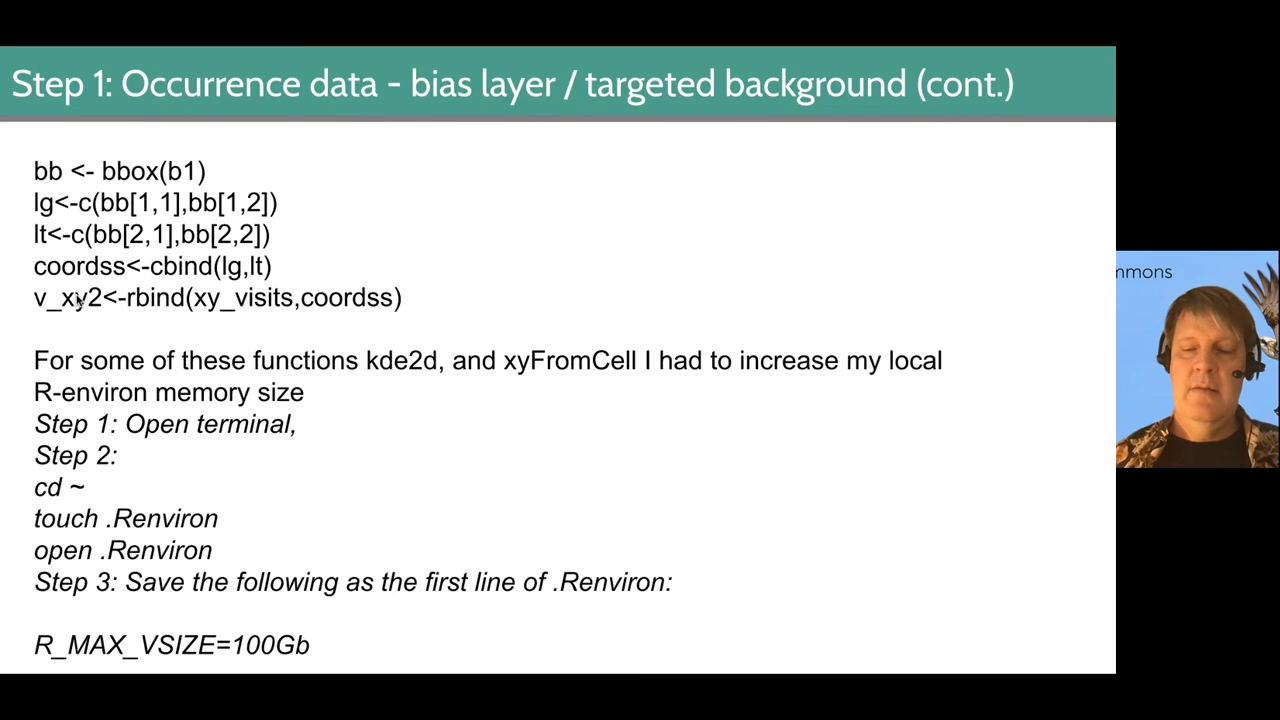 Step 1: Occurrence data - bias layer / targeted background (cont.)
bb <- bbox(b1)
lg<-c(bb[1,1],bb[1,2])
lt<-c(bb[2,1],bb[2,2])
coordss<-cbind(lg,lt)
v_xy2<-rbind(xy_visits,coordss)
For some of these functions kde2d, and xyFromCell I had to increase my local
R-environ memory size
Step 1: Open terminal,
Step 2:
cd ~
touch .Renviron
open .Renviron
Step 3: Save the following as the first line of .Renviron:
R_MAX_VSIZE=100Gb
mmons